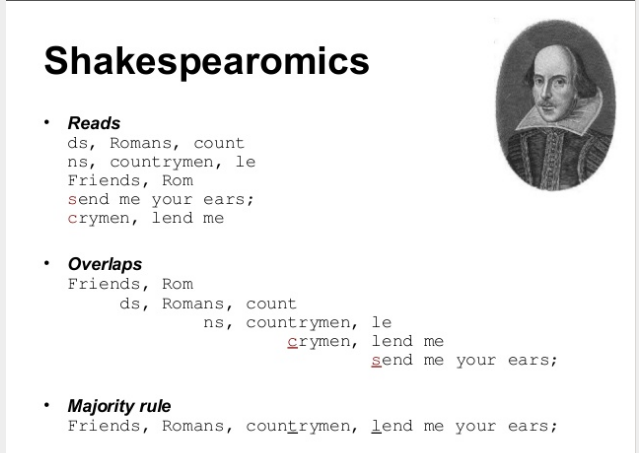 Shakespearomics
• Reads
ds, Romans, count
ns, countrymen, le
Friends, Rom
send me your ears;
crymen, lend me
• Overlaps
Friends, Rom
ds, Romans, count
ns, countrymen, le
crymen, lend me
send me your ears;
• Majority rule
Friends, Romans, countrymen, lend me your ears;